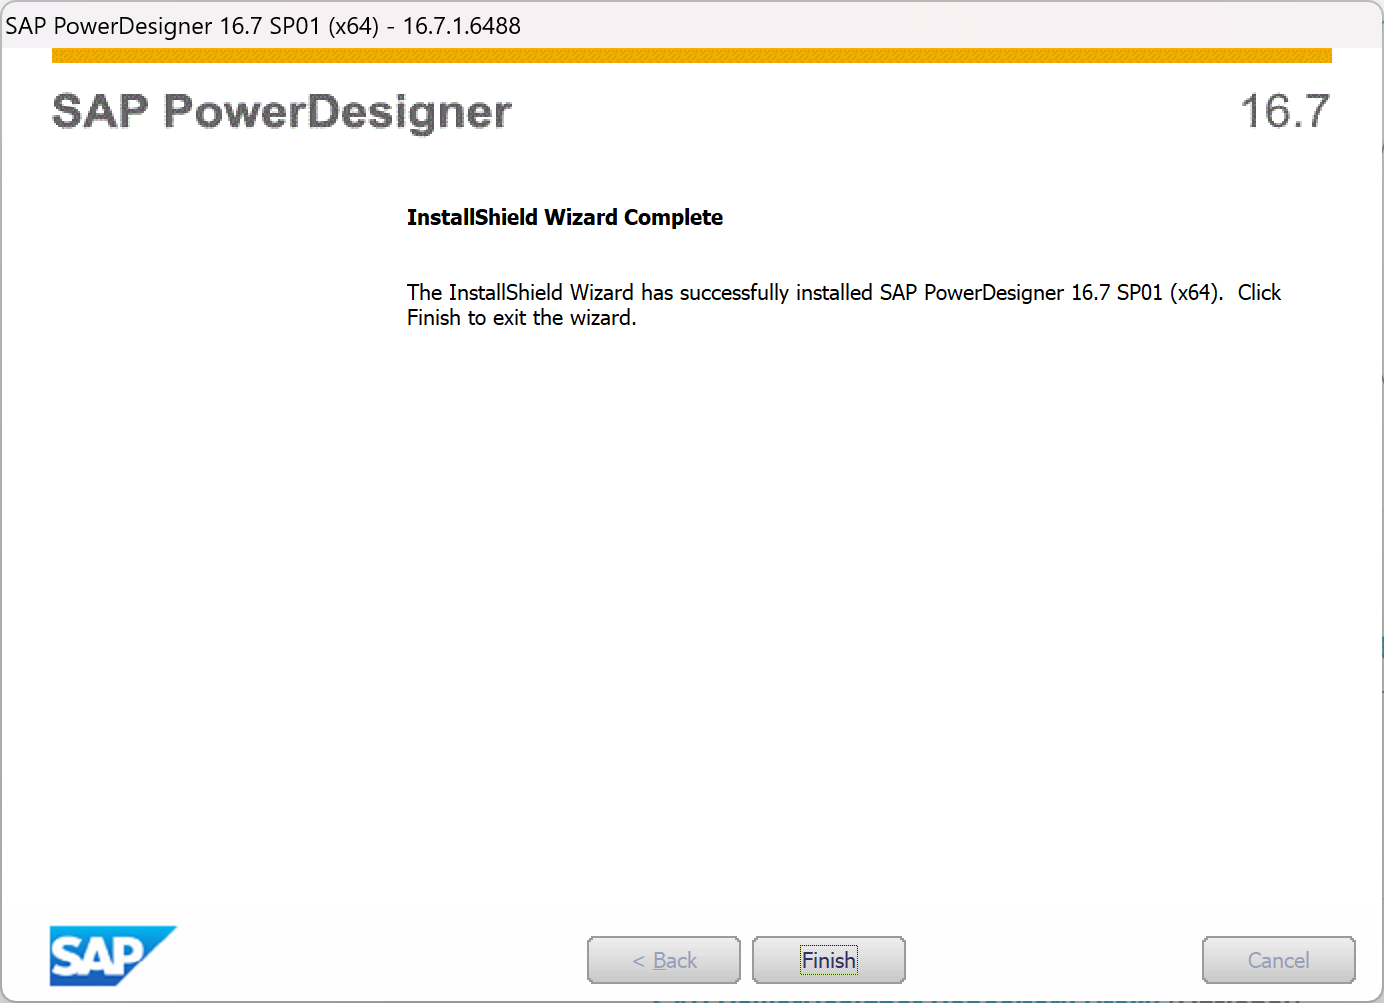 SAP PowerDesigner 16.7 SP01 (x64) - 16.7.1.6488
SAP PowerDesigner
16.7
InstallShield Wizard Complete
The InstallShield Wizard has successfully installed SAP PowerDesigner 16.7 SP01 (x64).  Click
Finish to exit the wizard.
SAP
< Back
Finish
Cancel